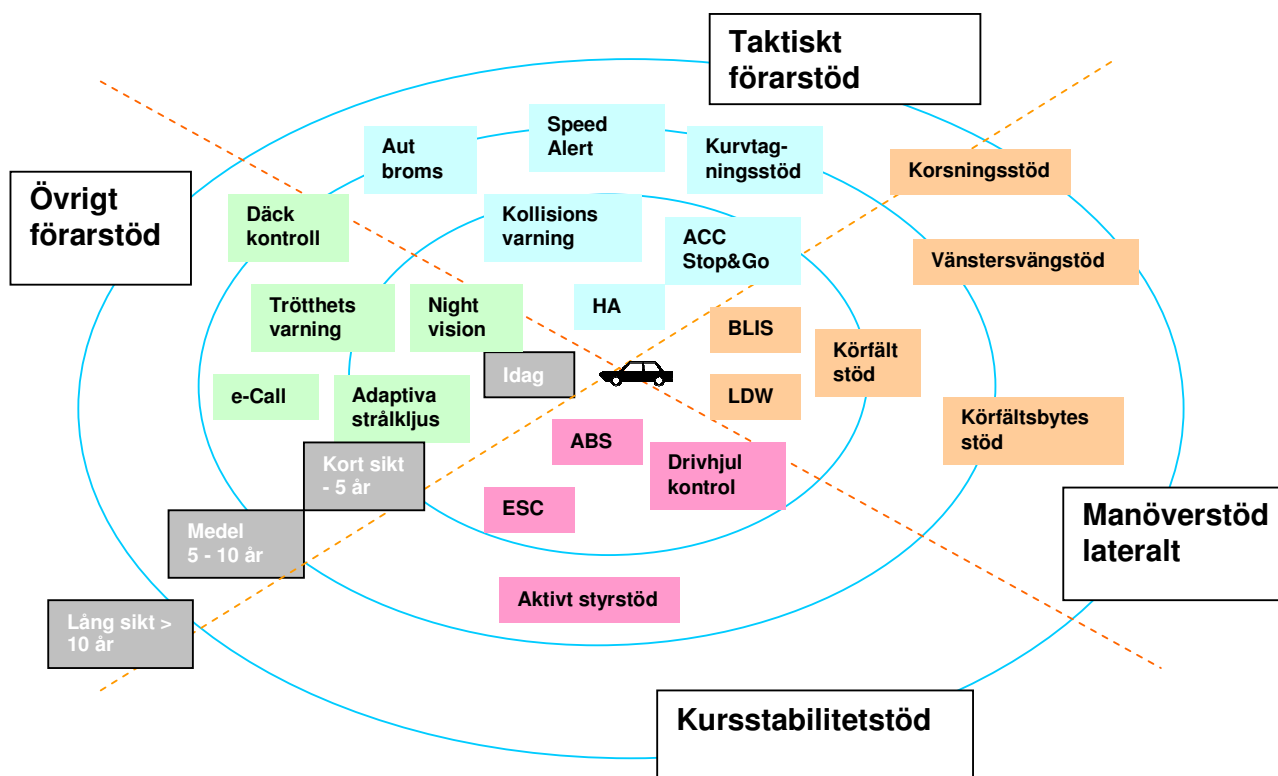 Taktiskt
förarstöd
Speed
Alert
Aut
broms
Kurvtag-
ningsstöd
Korsningsstöd
Övrigt
förarstöd
Däck
kontroll
Kollisions
varning
ACC
Stop&Go
Vänstersvängstöd
Trötthets
varning
Night
vision
HA
BLIS
Körfält
stöd
Idag
e-Call
Adaptiva
strålkljus
LDW
Körfältsbytes
stöd
ABS
Drivhjul
kontrol
Kort sikt
- 5 år
ESC
Medel
5 - 10 år
Manöverstöd
lateralt
Aktivt styrstöd
Lång sikt >
10 år
Kursstabilitetstöd